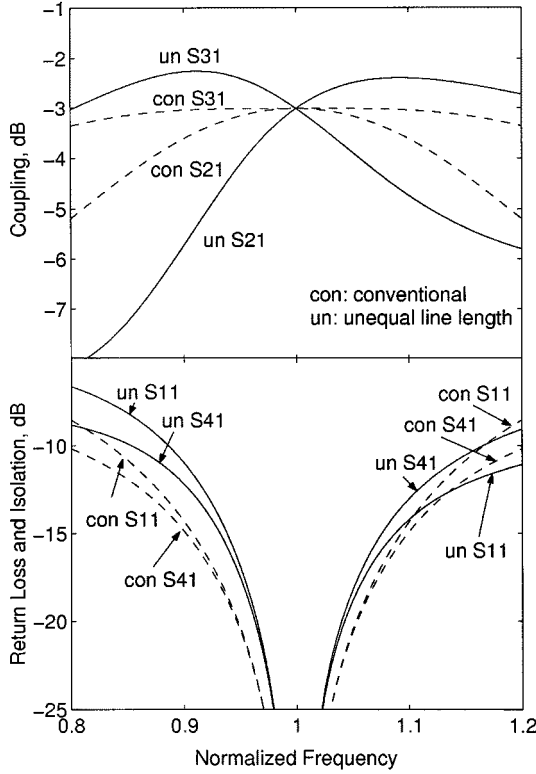 -1
-2
-3
-4
-5
-6
-7
Coupling, dB
un S31
con S31
con S21
un S21
con: conventional
un: unequal line length
-10
-15
-20
-25
Return Loss and Isolation, dB
un S11
un S41
con S11
con S41
con S11
con S41
un S41
un S11
0.8
0.9
1
1.1
1.2
Normalized Frequency